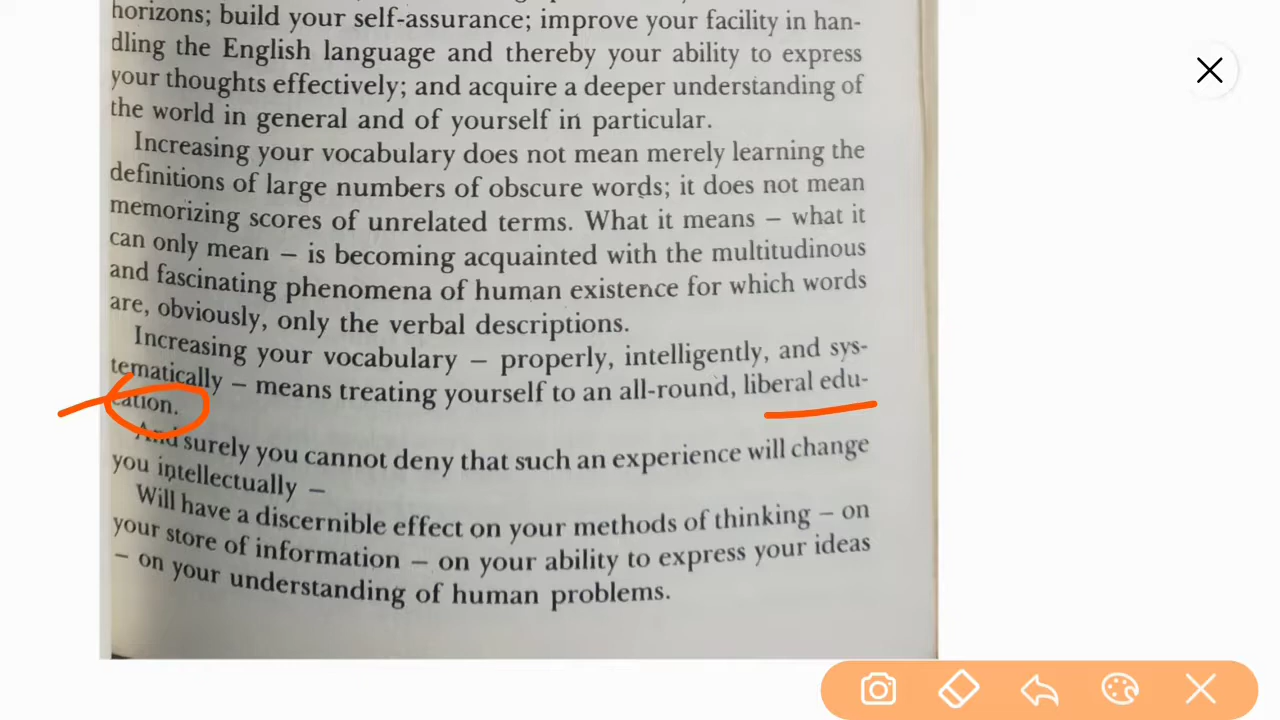 horizons; build your self-assurance; improve your facility in han-
dling the English language and thereby your ability to express
your thoughts effectively; and acquire a deeper understanding of
the world in general and of yourself in particular.
Increasing your vocabulary does not mean merely learning the
definitions of large numbers of obscure words; it does not mean
memorizing scores of unrelated terms. What it means – what it
can only mean – is becoming acquainted with the multitudinous
and fascinating phenomena of human existence for which words
are, obviously, only the verbal descriptions.
Increasing your vocabulary – properly, intelligently, and sys-
tematically – means treating yourself to an all-round, liberal edu-
cation.
And surely you cannot deny that such an experience will change
you intellectually –
Will have a discernible effect on your methods of thinking – on
your store of information – on your ability to express your ideas
– on your understanding of human problems.